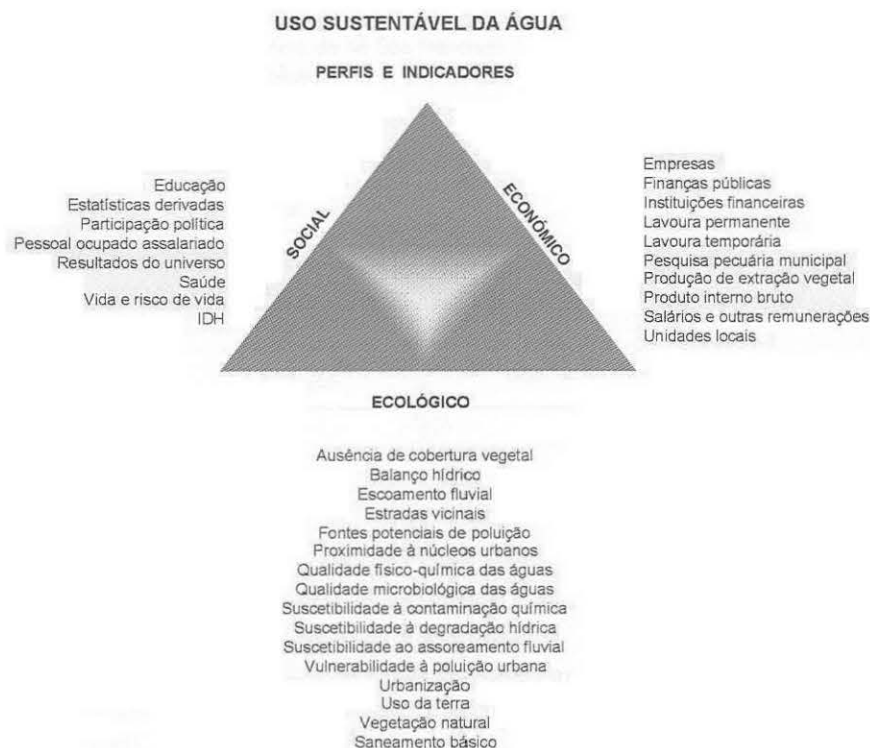 USO SUSTENTÁVEL DA ÁGUA
PERFIS E INDICADORES
Educação
Estatísticas derivadas
Participação política
Pessoal ocupado assalariado
Resultados do universo
Saúde
Vida e risco de vida
IDH
SOCIAL
ECONÓMICO
Empresas
Finanças públicas
Instituições financeiras
Lavoura permanente
Lavoura temporária
Pesquisa pecuária municipal
Produção de extração vegetal
Produto interno bruto
Salários e outras remunerações
Unidades locais
ECOLÓGICO
Ausência de cobertura vegetal
Balanço hídrico
Escoamento fluvial
Estradas vicinais
Fontes potenciais de poluição
Proximidade à núcleos urbanos
Qualidade físico-química das águas
Qualidade microbiológica das águas
Suscetibilidade à contaminação química
Suscetibilidade à degradação hídrica
Suscetibilidade ao assoreamento fluvial
Vulnerabilidade à poluição urbana
Urbanização
Uso da terra
Vegetação natural
Saneamento básico